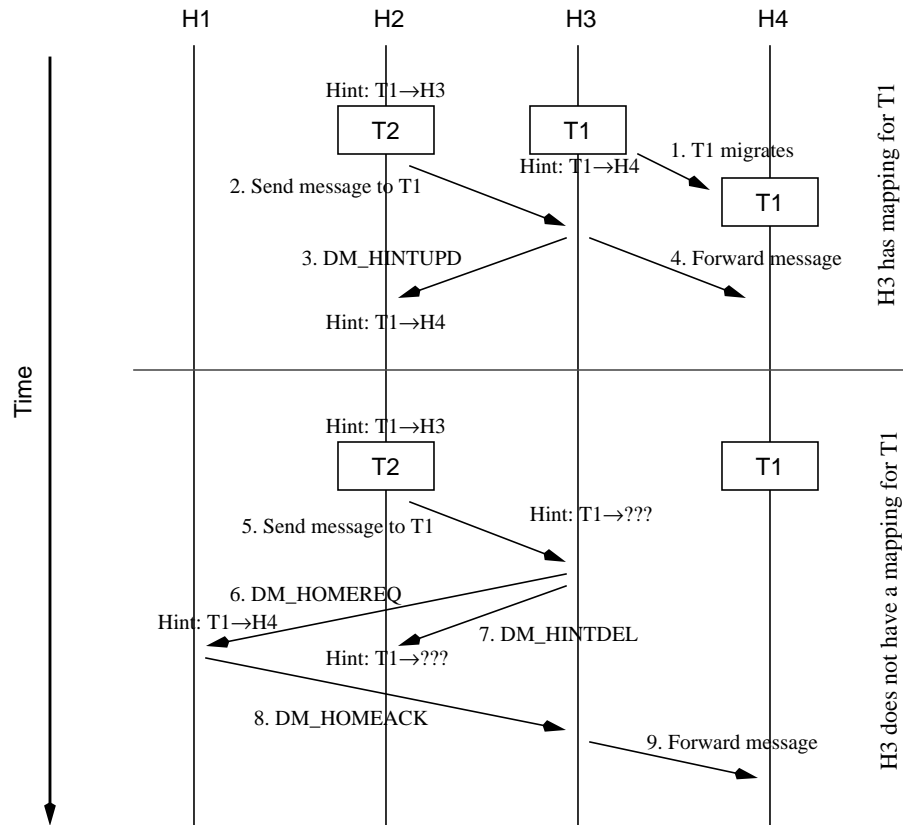 H1 H2 H3 H4
Hint: T1→H3
T2 T1
1. T1 migrates
Hint: T1→H4
2. Send message to T1
T1
3. DM_HINTUPD
4. Forward message
Hint: T1→H4
H3 has mapping for T1
Time
Hint: T1→H3
T2 T1
Hint: T1→???
5. Send message to T1
6. DM_HOMEREQ
Hint: T1→H4
7. DM_HINTDEL
Hint: T1→???
8. DM_HOMEACK
9. Forward message
H3 does not have a mapping for T1